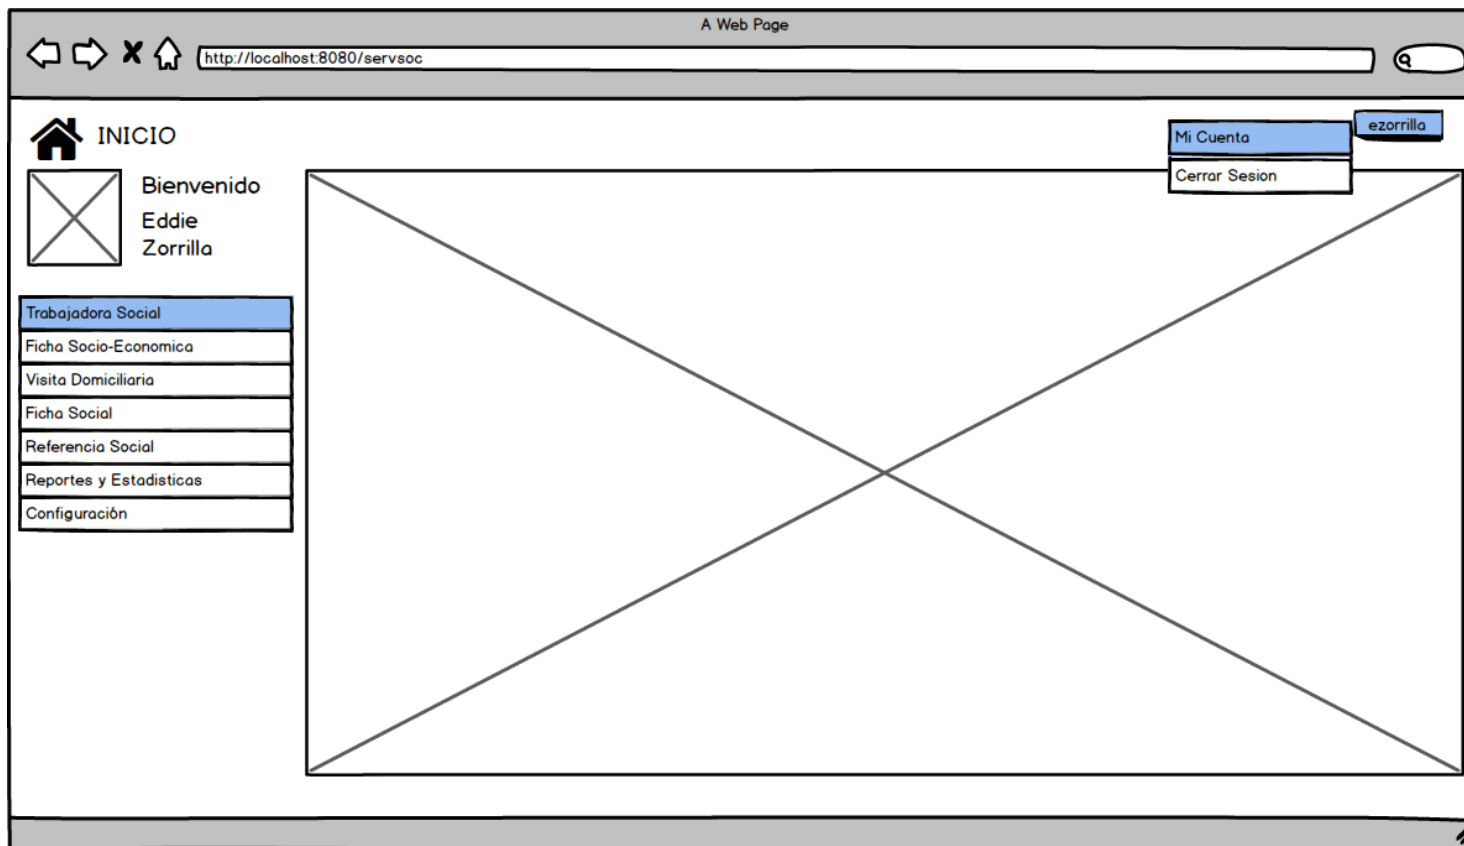 A Web Page
http://localhost:8080/servsoc
INICIO
Mi Cuenta
ezorrilla
Cerrar Sesion
Bienvenido
Eddie
Zorrilla
Trabajadora Social
Ficha Socio-Economica
Visita Domiciliaria
Ficha Social
Referencia Social
Reportes y Estadisticas
Configuración